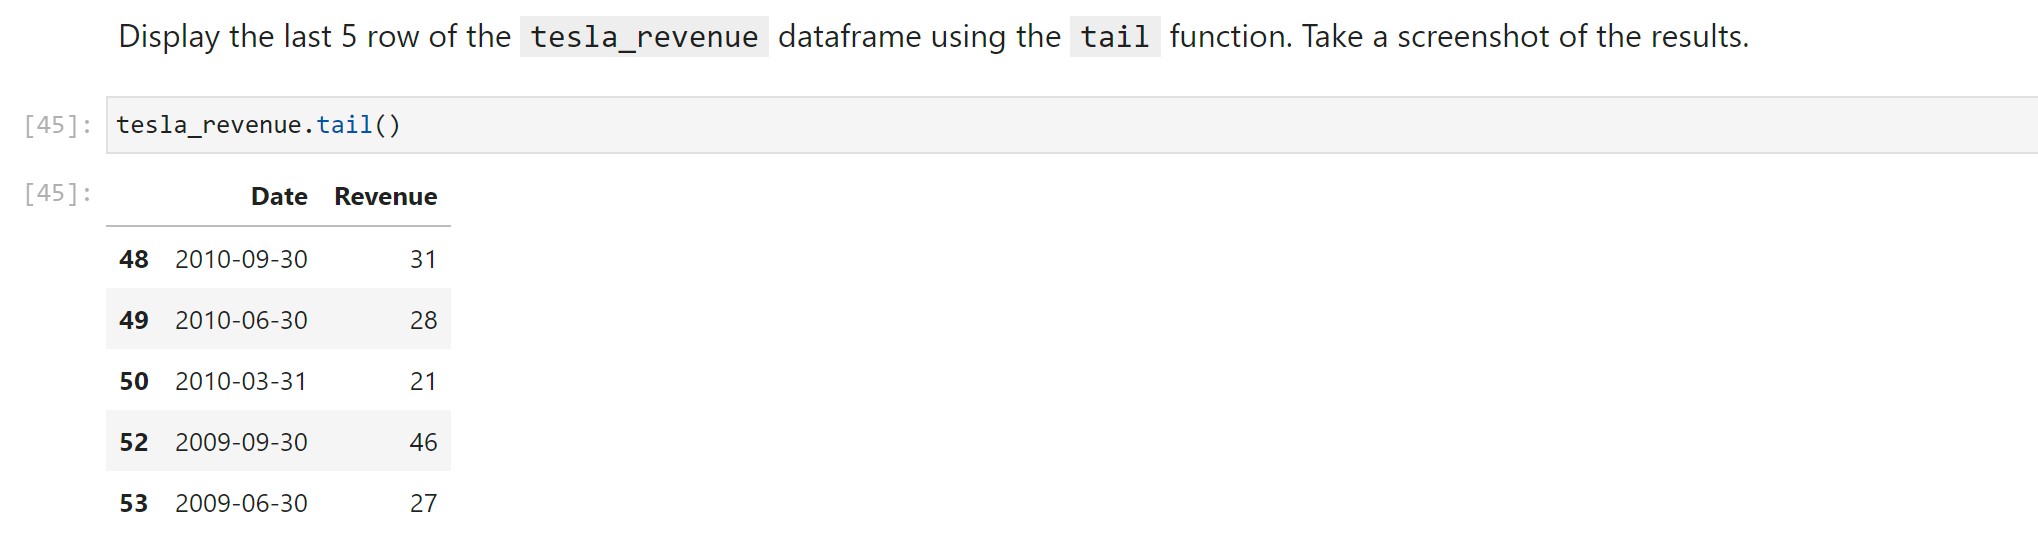 Display the last 5 row of the tesla_revenue dataframe using the tail function. Take a screenshot of the results.
[45]: tesla_revenue.tail()
[45]: Date Revenue
48 2010-09-30 31
49 2010-06-30 28
50 2010-03-31 21
52 2009-09-30 46
53 2009-06-30 27